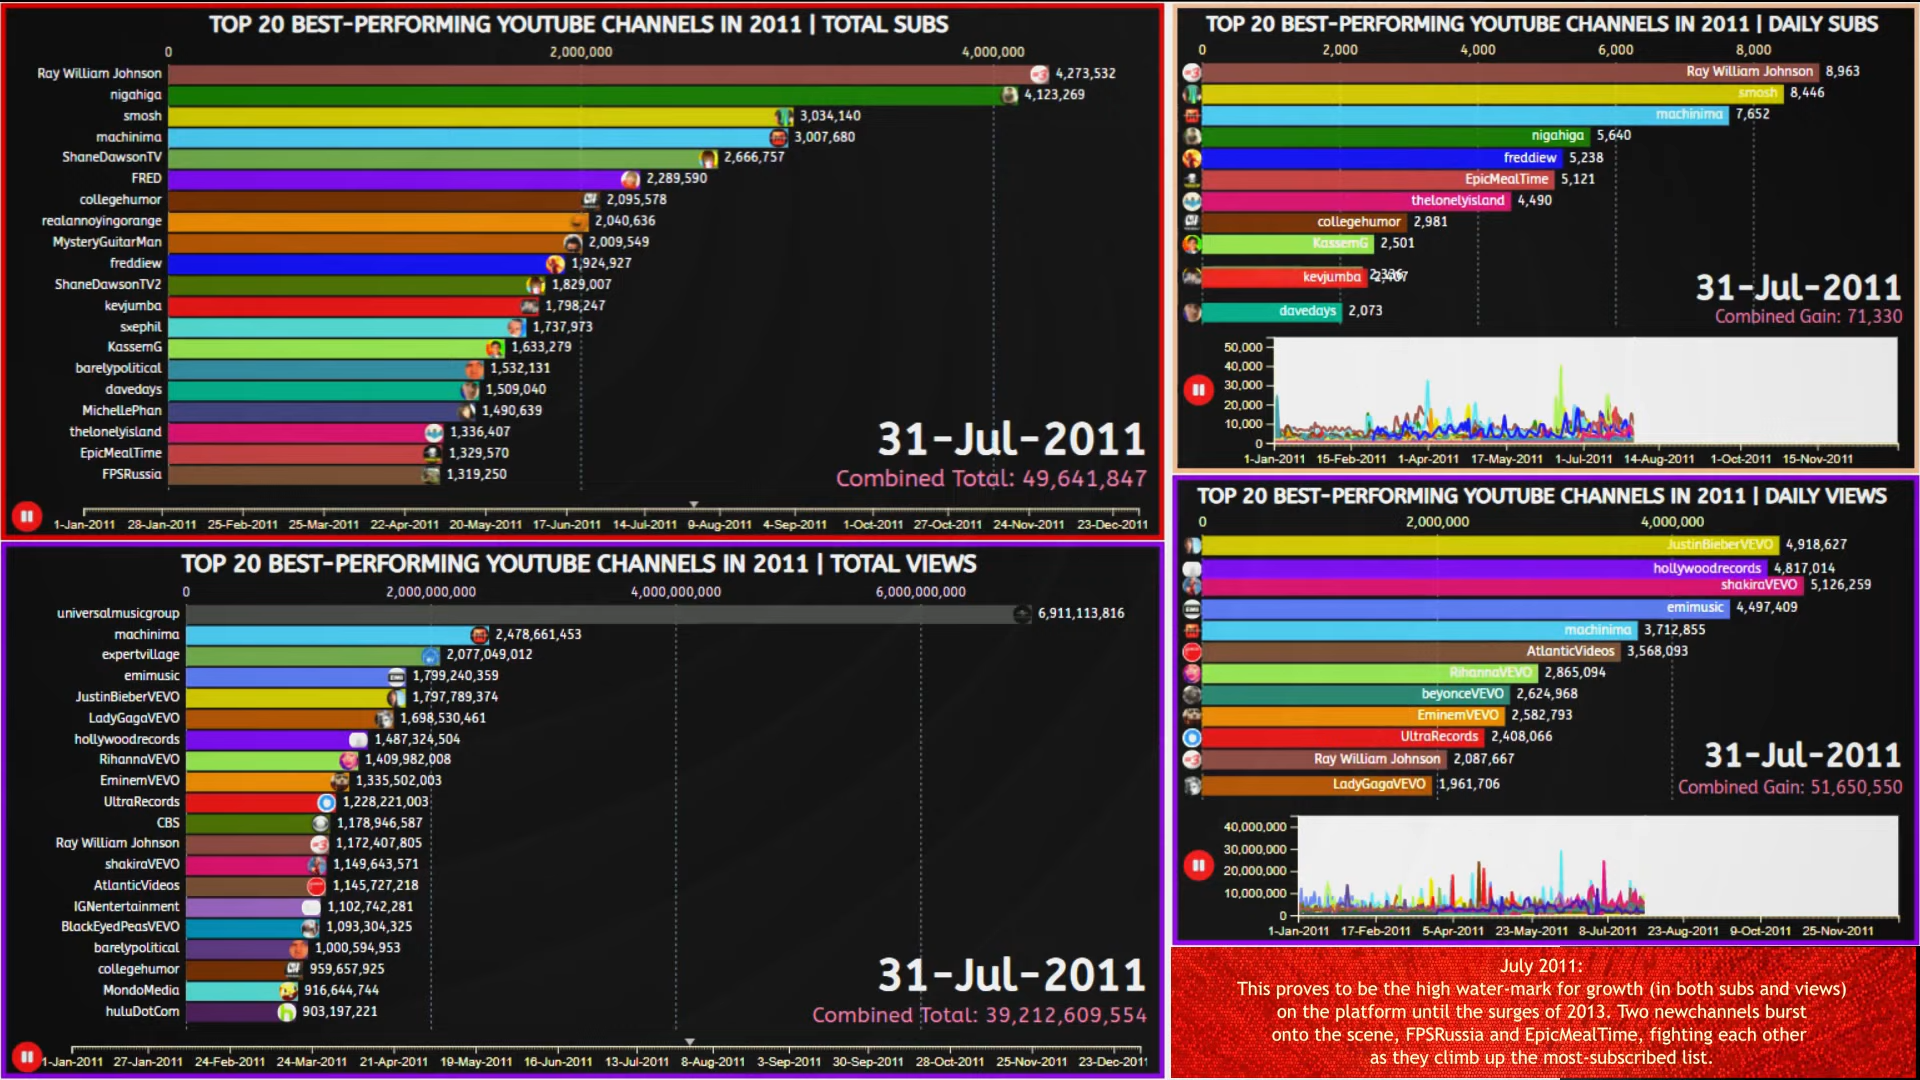 TOP 20 BEST-PERFORMING YOUTUBE CHANNELS IN 2011 | TOTAL SUBS
0 2,000,000 4,000,000
Ray William Johnson 4,273,532
nigahiga 4,123,269
smosh 3,034,140
machinima 3,007,680
ShaneDawsonTV 2,666,757
FRED 2,289,590
collegehumor 2,095,578
realannoyingorange 2,040,636
MysteryGuitarMan 2,009,549
freddiew 1,924,927
ShaneDawsonTV2 1,829,007
kevjumba 1,798,247
sxephil 1,737,973
KassemG 1,633,279
barelypolitical 1,532,131
davedays 1,509,040
MichellePhan 1,490,639
thelonelyisland 1,336,407
EpicMealTime 1,329,570
FPSRussia 1,319,250
31-Jul-2011
Combined Total: 49,641,847
1-Jan-2011 28-Jan-2011 25-Feb-2011 25-Mar-2011 22-Apr-2011 20-May-2011 17-Jun-2011 14-Jul-2011 9-Aug-2011 4-Sep-2011 1-Oct-2011 27-Oct-2011 24-Nov-2011 23-Dec-2011
TOP 20 BEST-PERFORMING YOUTUBE CHANNELS IN 2011 | DAILY SUBS
0 2,000 4,000 6,000 8,000
Ray William Johnson 8,963
smosh 8,446
machinima 7,652
nigahiga 5,640
freddiew 5,238
EpicMealTime 5,121
thelonelyisland 4,490
collegehumor 2,981
KassemG 2,501
kevjumba
davedays 2,073
31-Jul-2011
Combined Gain: 71,330
50,000
40,000
30,000
20,000
10,000
0
1-Jan-2011 15-Feb-2011 1-Apr-2011 17-May-2011 1-Jul-2011 14-Aug-2011 1-Oct-2011 15-Nov-2011
TOP 20 BEST-PERFORMING YOUTUBE CHANNELS IN 2011 | TOTAL VIEWS
0 2,000,000,000 4,000,000,000 6,000,000,000
universalmusicgroup 6,911,113,816
machinima 2,478,661,453
expertvillage 2,077,049,012
emimusic 1,799,240,359
JustinBieberVEVO 1,797,789,374
LadyGagaVEVO 1,698,530,461
hollywoodrecords 1,487,324,504
RihannaVEVO 1,409,982,008
EminemVEVO 1,335,502,003
UltraRecords 1,228,221,003
CBS 1,178,946,587
Ray William Johnson 1,172,407,805
shakiraVEVO 1,149,643,571
AtlanticVideos 1,145,727,218
IGNentertainment 1,102,742,281
BlackEyedPeasVEVO 1,093,304,325
barelypolitical 1,000,594,953
collegehumor 959,657,925
MondoMedia 916,644,744
huluDotCom 903,197,221
31-Jul-2011
Combined Total: 39,212,609,554
1-Jan-2011 27-Jan-2011 24-Feb-2011 24-Mar-2011 21-Apr-2011 19-May-2011 16-Jun-2011 13-Jul-2011 8-Aug-2011 3-Sep-2011 30-Sep-2011 28-Oct-2011 25-Nov-2011 23-Dec-2011
TOP 20 BEST-PERFORMING YOUTUBE CHANNELS IN 2011 | DAILY VIEWS
0 2,000,000 4,000,000
JustinBieberVEVO 4,918,627
hollywoodrecords 4,817,014
shakiraVEVO 5,126,259
emimusic 4,497,409
machinima 3,712,855
AtlanticVideos 3,568,093
RihannaVEVO 2,865,094
beyonceVEVO 2,624,968
EminemVEVO 2,582,793
UltraRecords 2,408,066
Ray William Johnson 2,087,667
LadyGagaVEVO 1,961,706
31-Jul-2011
Combined Gain: 51,650,550
40,000,000
30,000,000
20,000,000
10,000,000
0
1-Jan-2011 17-Feb-2011 5-Apr-2011 23-May-2011 8-Jul-2011 23-Aug-2011 9-Oct-2011 25-Nov-2011
July 2011:
This proves to be the high water-mark for growth (in both subs and views)
on the platform until the surges of 2013. Two newchannels burst
onto the scene, FPSRussia and EpicMealTime, fighting each other
as they climb up the most-subscribed list.